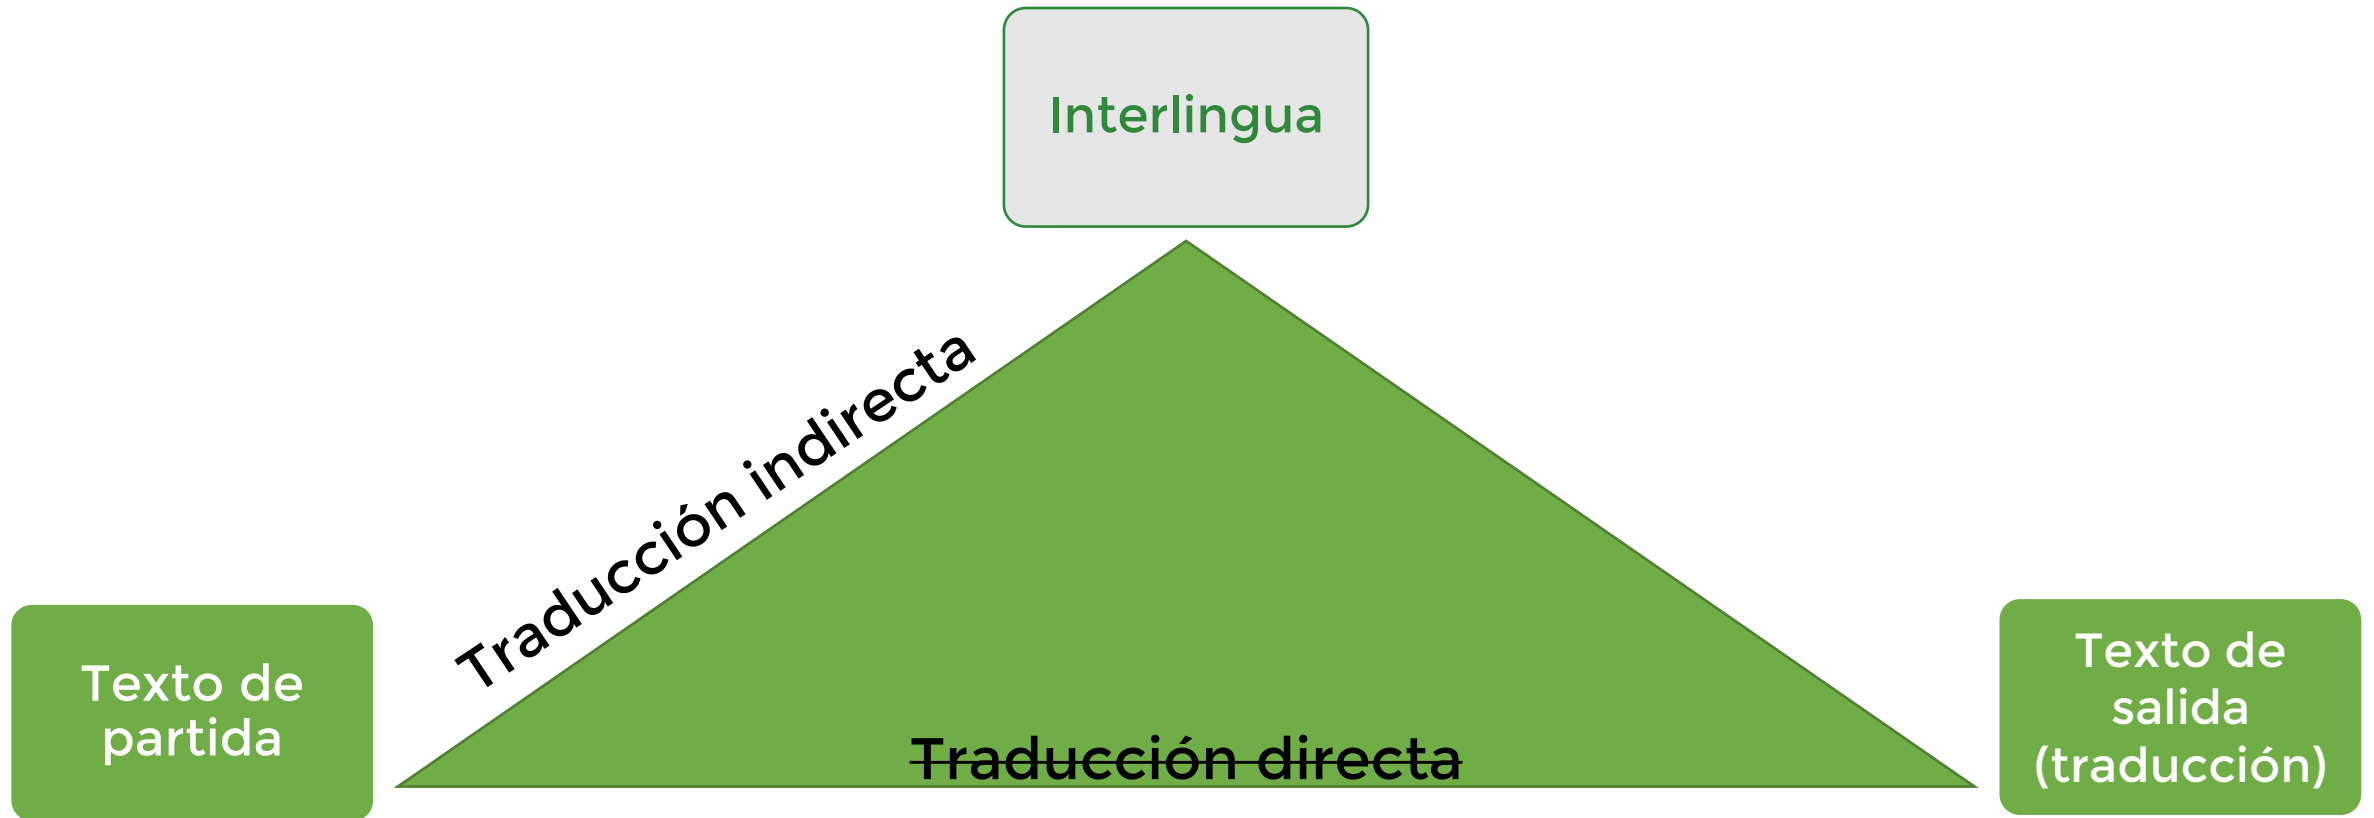 Interlingua
Traducción indirecta
Texto de
partida
Traducción directa
Texto de
salida
(traducción)